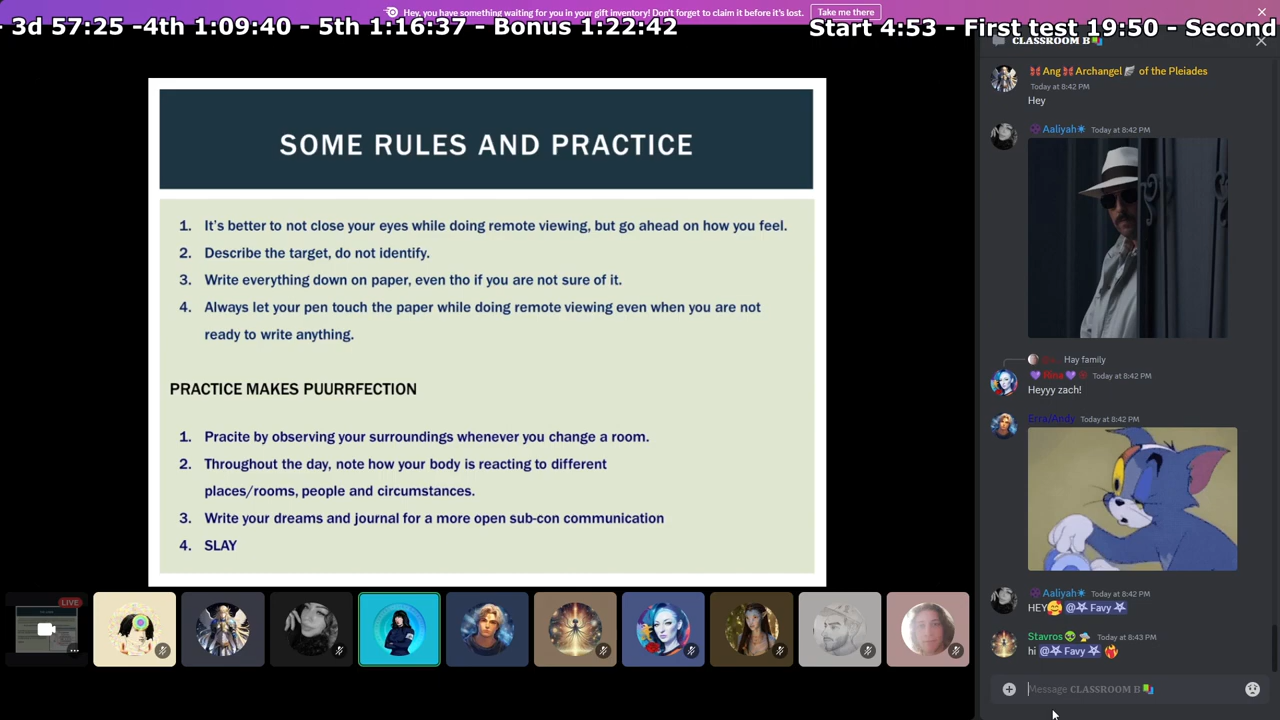 Hey, you have something waiting for you in your gift inventory! Don't forget to claim it before it's lost.
Take me there
- 3d 57:25 -4th 1:09:40 - 5th 1:16:37 - Bonus 1:22:42
Start 4:53 - First test 19:50 - Second
SOME RULES AND PRACTICE
1. It's better to not close your eyes while doing remote viewing, but go ahead on how you feel.
2. Describe the target, do not identify.
3. Write everything down on paper, even tho if you are not sure of it.
4. Always let your pen touch the paper while doing remote viewing even when you are not
ready to write anything.
PRACTICE MAKES PUURRFECTION
1. Pracite by observing your surroundings whenever you change a room.
2. Throughout the day, note how your body is reacting to different
places/rooms, people and circumstances.
3. Write your dreams and journal for a more open sub-con communication
4. SLAY
LIVE
CLASSROOM B
Ang Archangel of the Pleiades
Today at 8:42 PM
Hey
Aaliyah Today at 8:42 PM
Hay family
Rina Today at 8:42 PM
Heyyy zach!
Erra/Andy Today at 8:42 PM
Aaliyah Today at 8:42 PM
HEY🥰 @Favy
Stavros Today at 8:43 PM
hi @Favy
Message CLASSROOM B